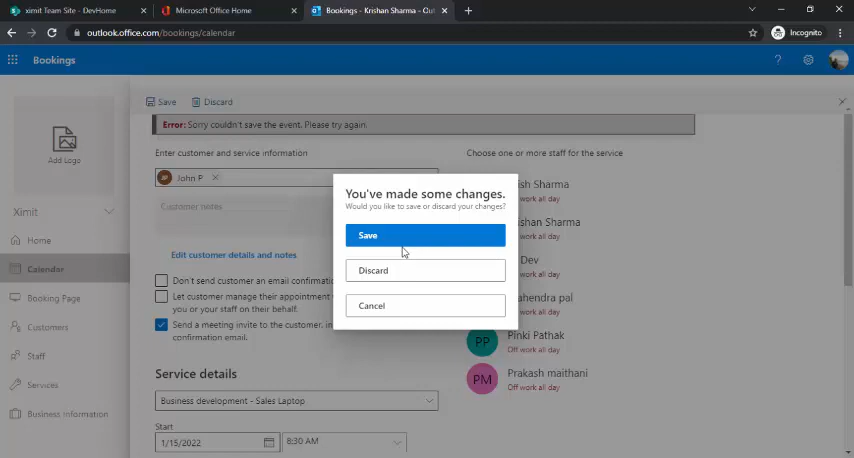 ximit Team Site - DevHome
Microsoft Office Home
Bookings - Krishan Sharma - Out
outlook.office.com/bookings/calendar
Incognito
Bookings
?
Save
Discard
Error: Sorry couldn't save the event. Please try again.
Add Logo
Ximit
Home
Calendar
Booking Page
Customers
Staff
Services
Business Information
Enter customer and service information
John P
Customer notes
Edit customer details and notes
Don't send customer an email confirmatio
Let customer manage their appointment
you or your staff on their behalf.
Send a meeting invite to the customer, in
confirmation email.
Service details
Business development - Sales Laptop
Start
1/15/2022
8:30 AM
You've made some changes.
Would you like to save or discard your changes?
Save
Discard
Cancel
Choose one or more staff for the service
ish Sharma
work all day
ishan Sharma
work all day
Dev
work all day
ahendra pal
work all day
PP
Pinki Pathak
Off work all day
PM
Prakash maithani
Off work all day